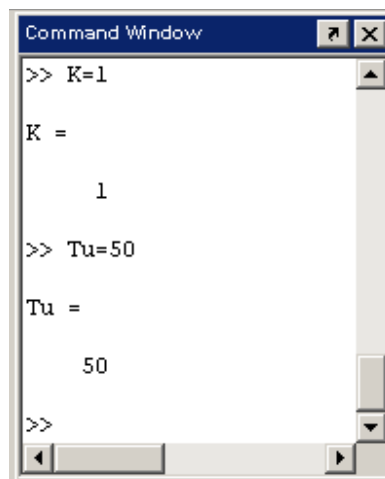 Command Window
>> K=1
K =
1
>> Tu=50
Tu =
50
>>